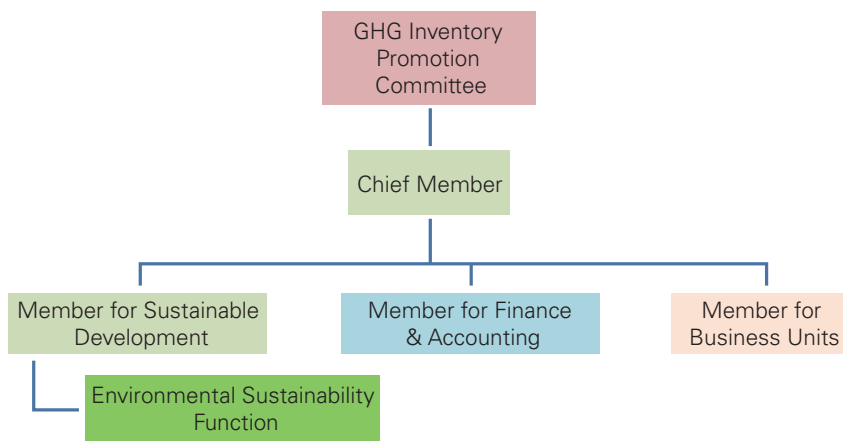 GHG Inventory
Promotion
Committee
Chief Member
Member for Sustainable
Development
Member for Finance
& Accounting
Member for
Business Units
Environmental Sustainability
Function